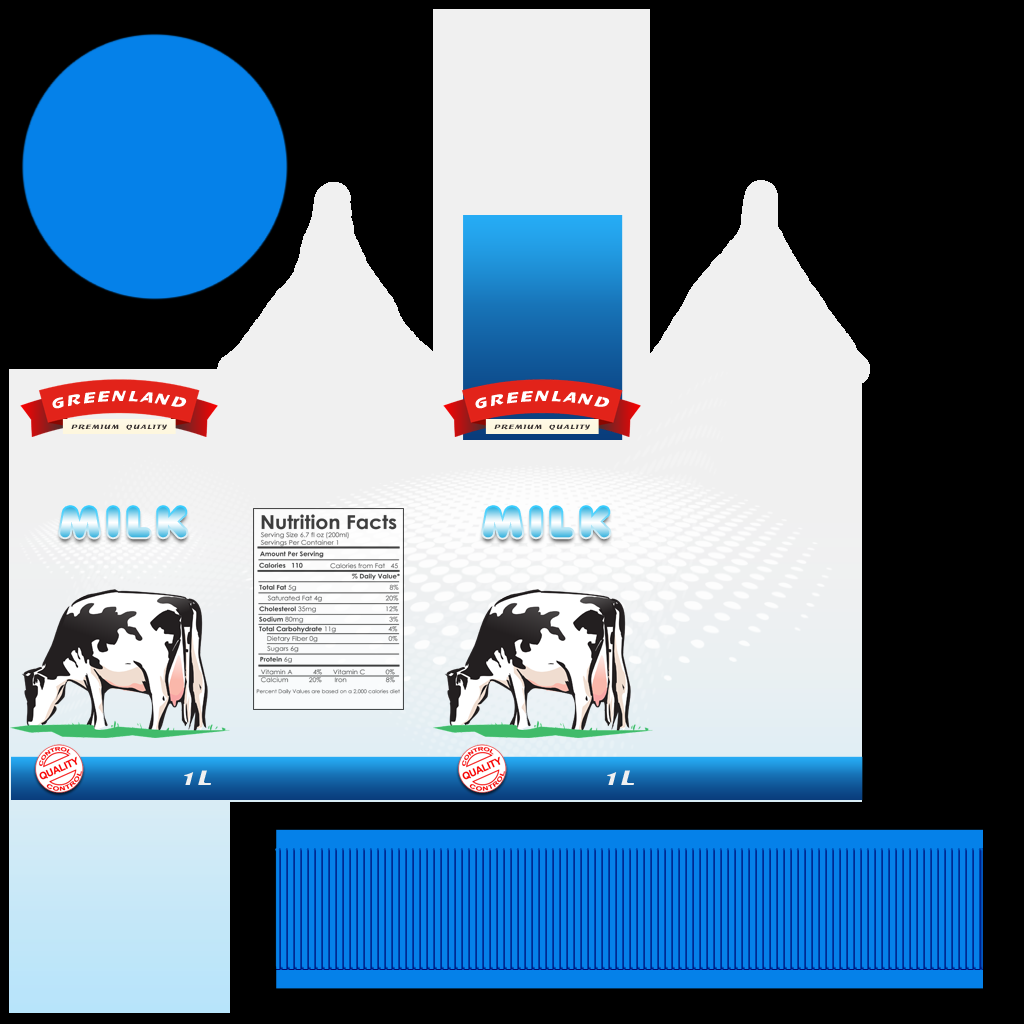 GREENLAND
PREMIUM QUALITY
MILK
CONTROL
QUALITY
CONTROL
1L
Nutrition Facts
Serving Size 6.7 fl oz (200ml)
Servings Per Container 1
Amount Per Serving
Calories 110 Calories from Fat 45
% Daily Value*
Total Fat 5g 8%
Saturated Fat 4g 20%
Cholesterol 35mg 12%
Sodium 80mg 3%
Total Carbohydrate 11g 4%
Dietary Fiber 0g 0%
Sugars 6g
Protein 6g
Vitamin A 4% Vitamin C 0%
Calcium 20% Iron 8%
Percent Daily Values are based on a 2,000 calories diet
GREENLAND
PREMIUM QUALITY
MILK
CONTROL
QUALITY
CONTROL
1L